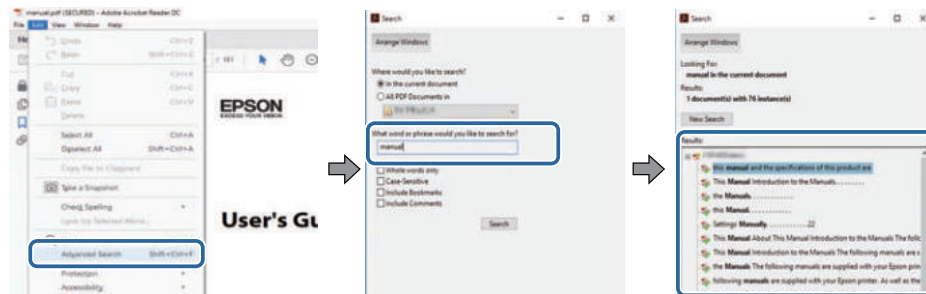 manual.pdf (SECURED) - Adobe Acrobat Reader DC
File Edit View Window Help
Undo Ctrl+Z
Shift+Ctrl+Z
Cut Ctrl+X
Copy Ctrl+C
Paste Ctrl+V
Delete
Select All Ctrl+A
Deselect All Shift+Ctrl+A
Copy File to Clipboard
Take a Snapshot
Check Spelling
Look Up Selected Word...
Advanced Search Shift+Ctrl+F
Protection
Accessibility
EPSON
EXCEED YOUR VISION
User's Gu
Search
Arrange Windows
Where would you like to search?
In the current document
All PDF Documents in
What word or phrase would you like to search for?
manual
Whole words only
Case-Sensitive
Include Bookmarks
Include Comments
Search
Search
Arrange Windows
Looking For:
manual in the current document
Results:
1 document(s) with 76 instance(s)
New Search
Results:
this manual and the specifications of this product are
This Manual Introduction to the Manuals.........
the Manuals............
this Manual............
Settings Manually............22
This Manual About This Manual Introduction to the Manuals The follo
This Manual Introduction to the Manuals The following manuals are s
the Manuals The following manuals are supplied with your Epson prin
following manuals are supplied with your Epson printer. As well as the